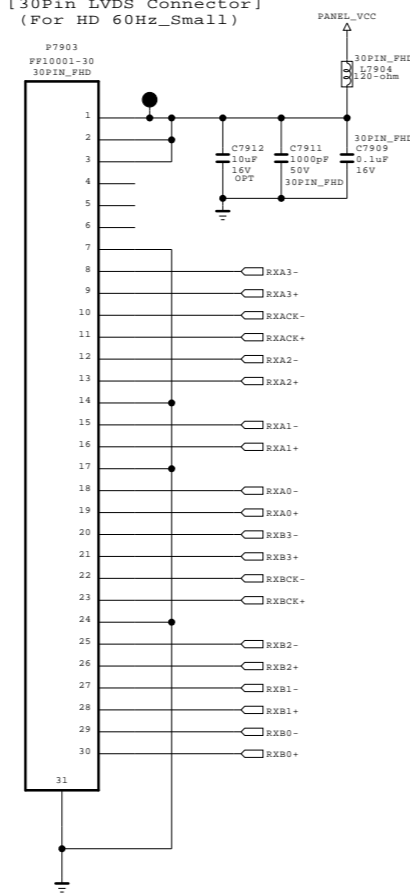 [30Pin LVDS Connector]
(For HD 60Hz_Small)
PANEL_VCC
P7903
FF10001-30
30PIN_FHD
30PIN_FHD
L7904
120-ohm
1
2
3
C7912
10uF
16V
OPT
C7911
1000pF
50V
30PIN_FHD
30PIN_FHD
C7909
0.1uF
16V
4
5
6
7
8 RXA3-
9 RXA3+
10 RXACK-
11 RXACK+
12 RXA2-
13 RXA2+
14
15 RXA1-
16 RXA1+
17
18 RXA0-
19 RXA0+
20 RXB3-
21 RXB3+
22 RXBCK-
23 RXBCK+
24
25 RXB2-
26 RXB2+
27 RXB1-
28 RXB1+
29 RXB0-
30 RXB0+
31